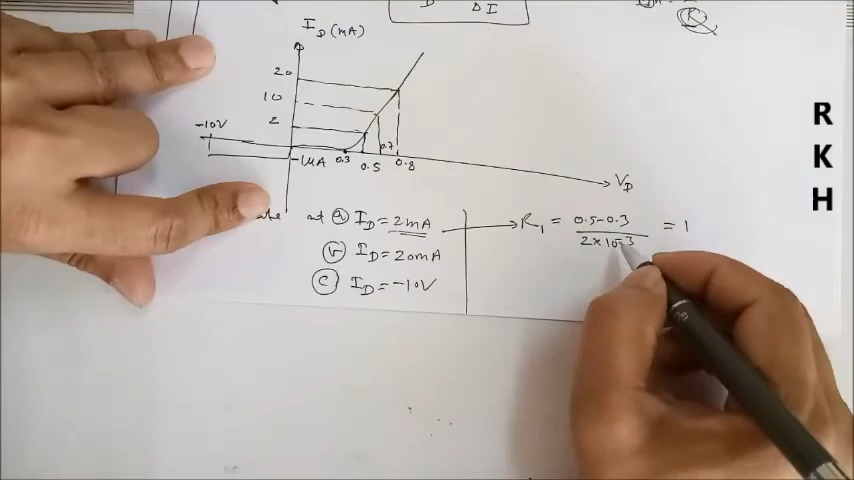 Δ I
I_D (mA)
20
10
2
-10V
-1μA
0.3
0.5
0.7
0.8
V_D
at (a) I_D = 2mA
R_1 = 0.5-0.3 / 2×10^-3 = 1
(b) I_D = 20mA
(c) I_D = -10V
R
K
H